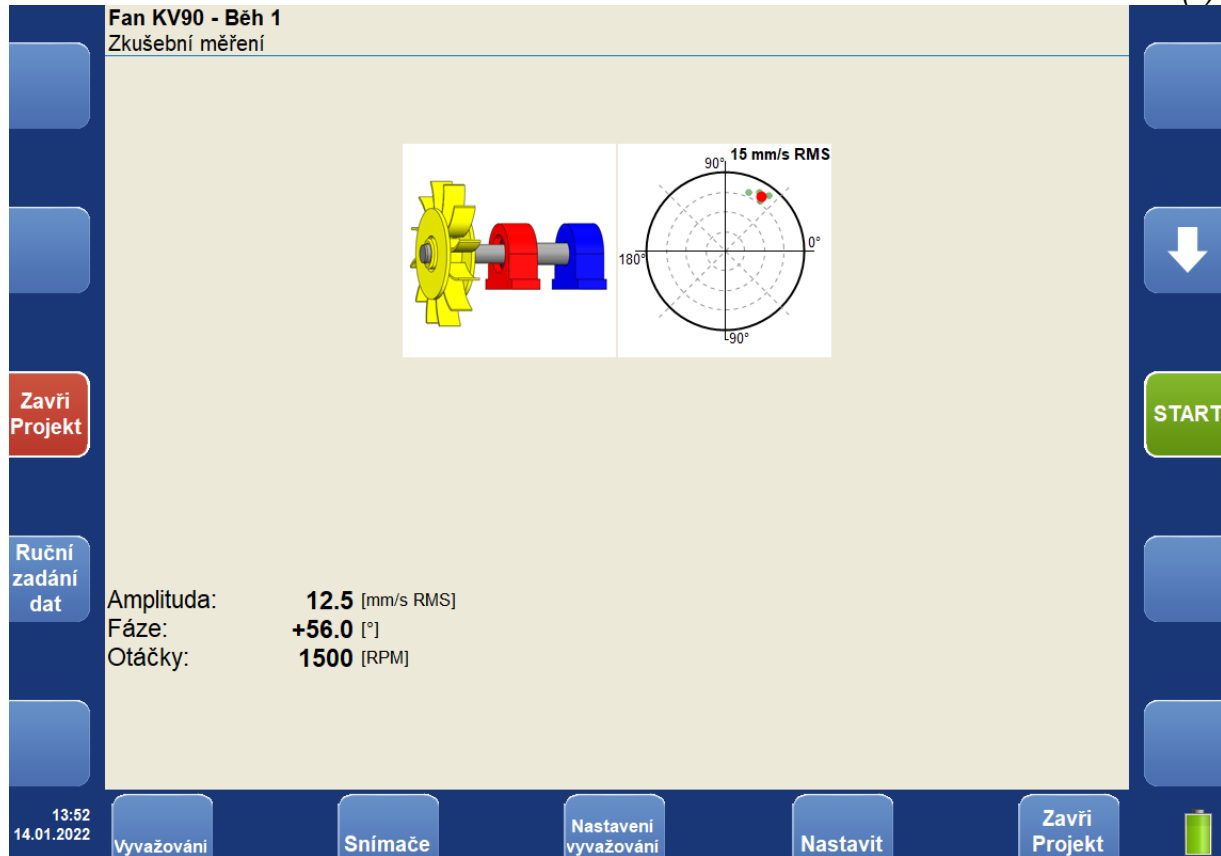 Fan KV90 - Běh 1
Zkušební měření
15 mm/s RMS
90°
0°
180°
-90°
Zavři
Projekt
START
Ruční
zadání
dat
Amplituda: 12.5 [mm/s RMS]
Fáze: +56.0 [°]
Otáčky: 1500 [RPM]
13:52
14.01.2022
Vyvažování
Snímače
Nastavení
vyvažování
Nastavit
Zavři
Projekt